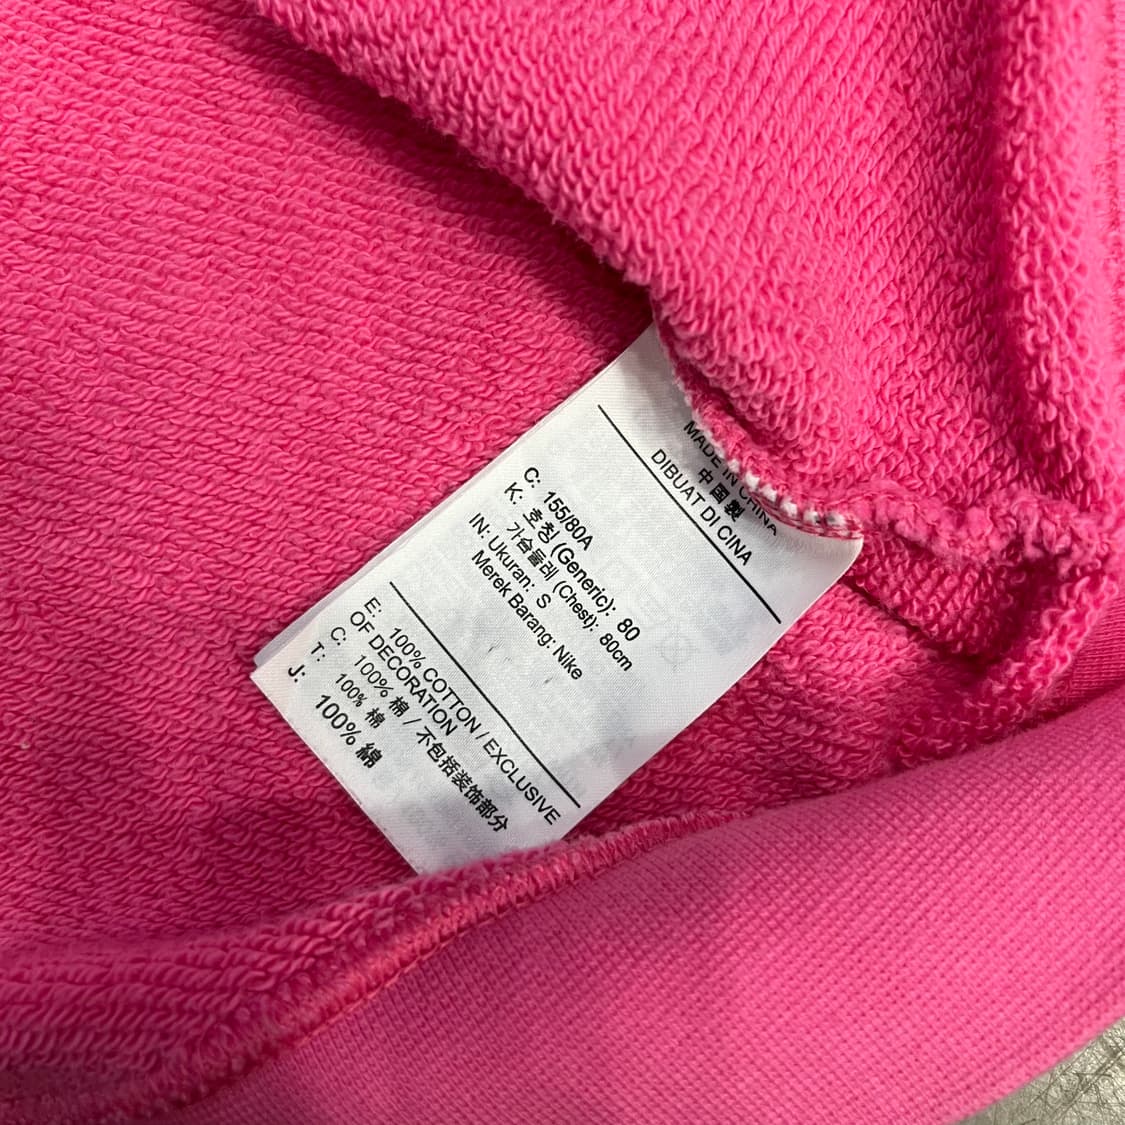 MADE IN CHINA
中国製
DIBUAT DI CINA
C: 155/80A
K: 호칭 (Generic): 80
가슴둘레 (Chest): 80cm
IN: Ukuran: S
Merek Barang: Nike
E: 100% COTTON / EXCLUSIVE
OF DECORATION
C: 100% 棉 / 不包括装饰部分
T: 100% 棉
J: 100% 綿